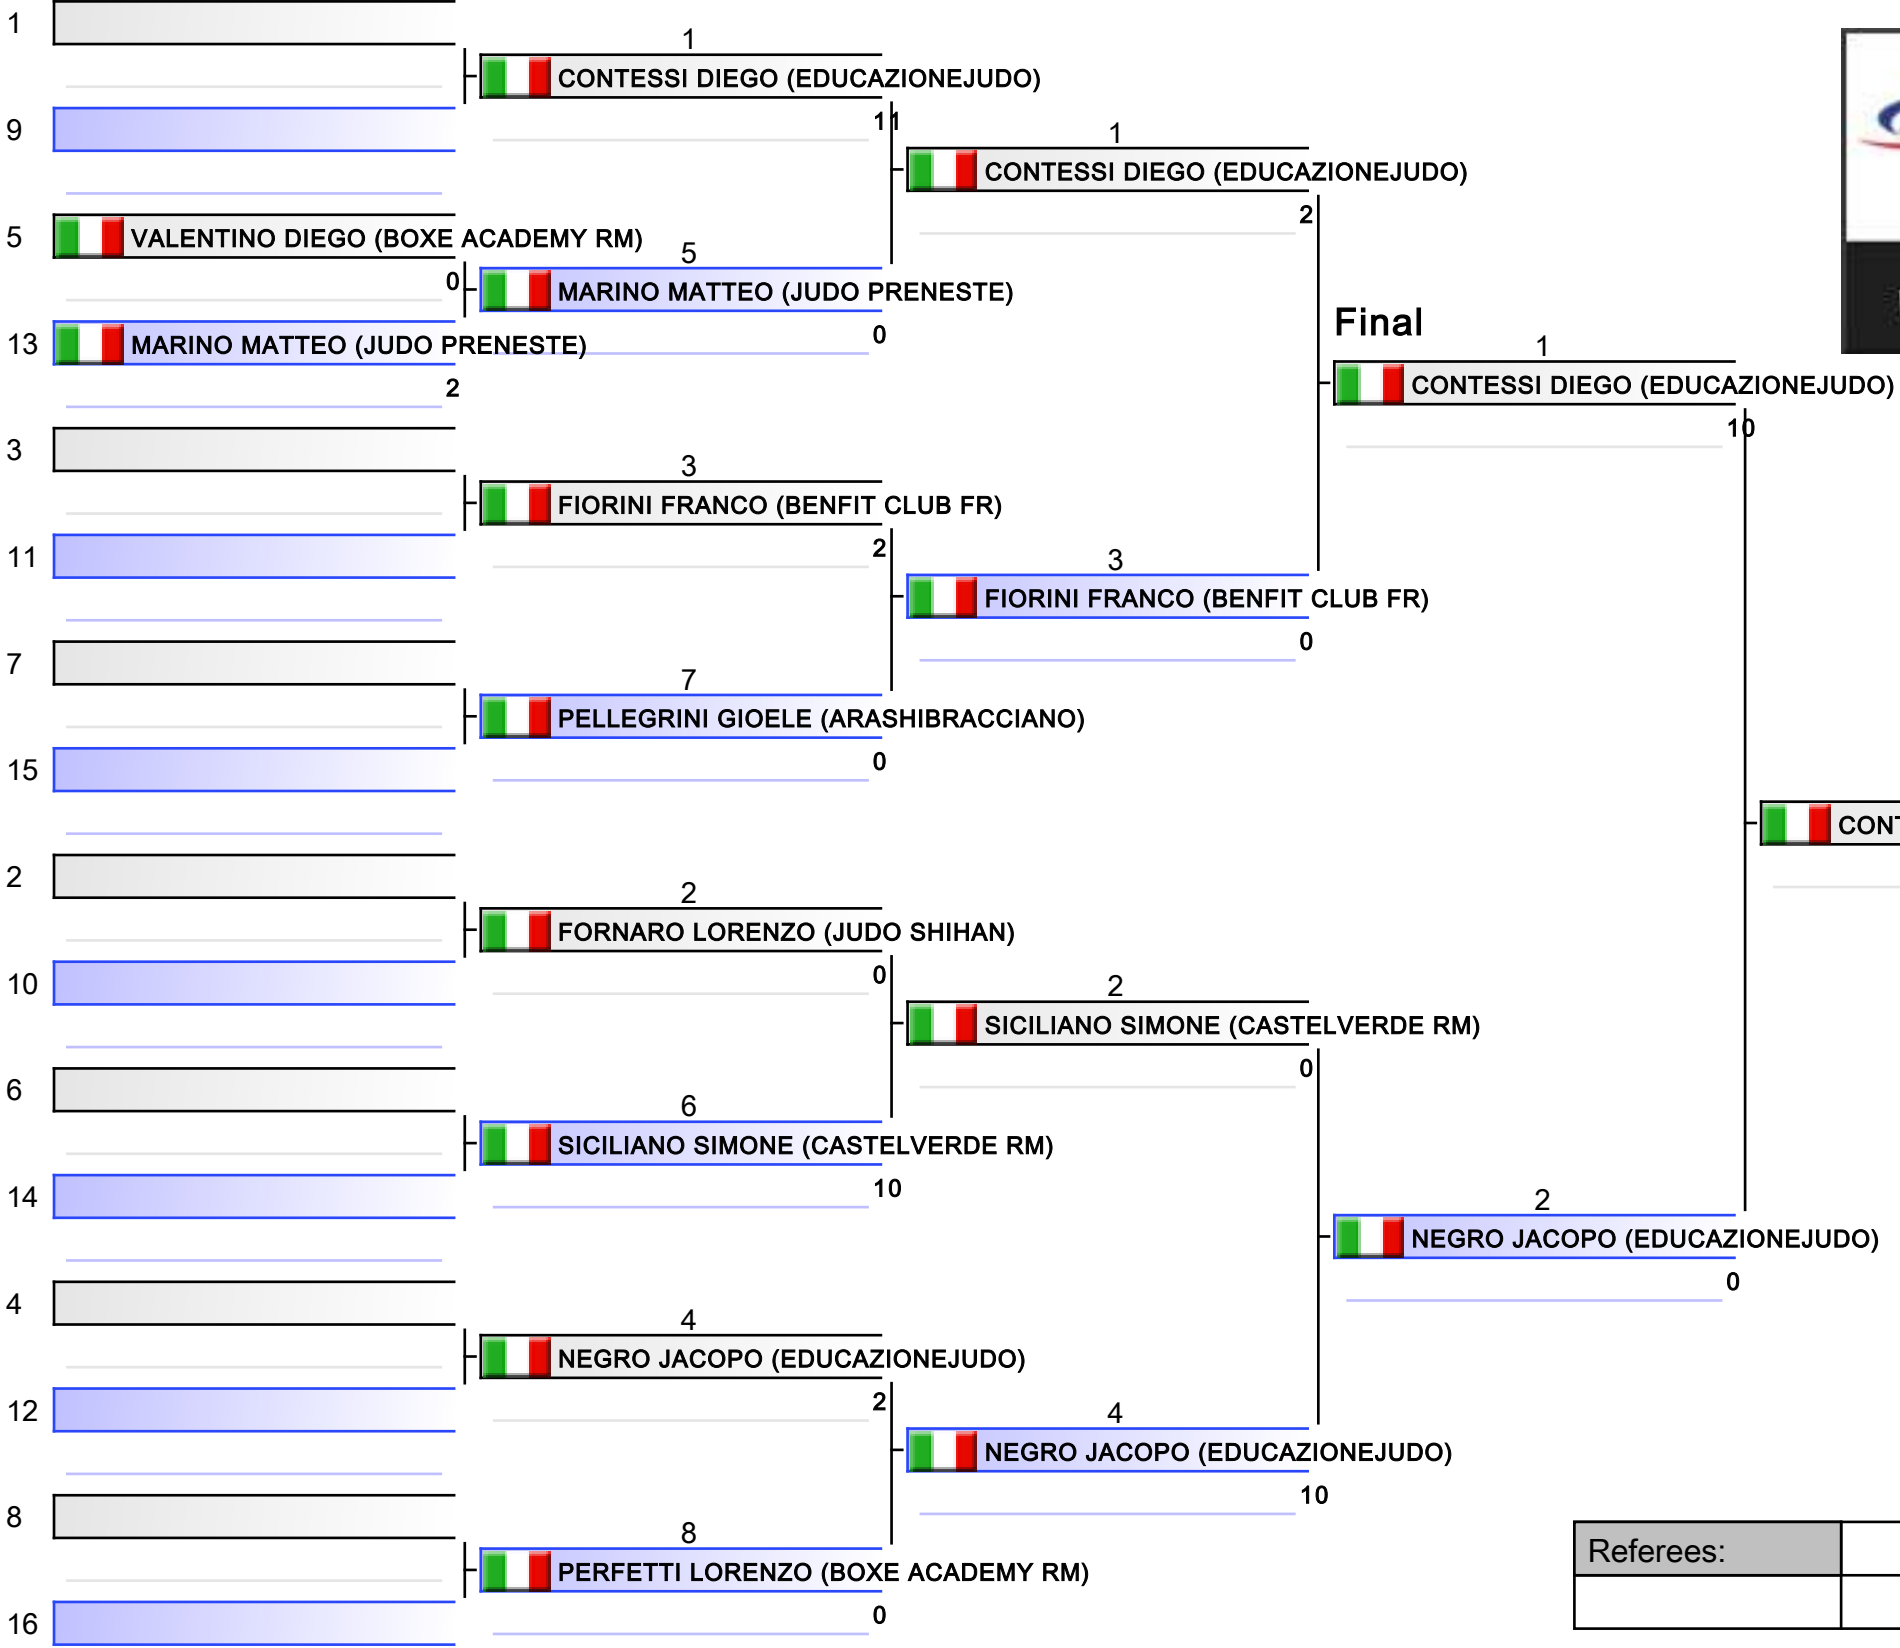 1
1
CONTESSI DIEGO (EDUCAZIONEJUDO)
11
9
1
CONTESSI DIEGO (EDUCAZIONEJUDO)
2
5
VALENTINO DIEGO (BOXE ACADEMY RM)
0
5
MARINO MATTEO (JUDO PRENESTE)
0
13
MARINO MATTEO (JUDO PRENESTE)
2
Final
1
CONTESSI DIEGO (EDUCAZIONEJUDO)
10
3
3
FIORINI FRANCO (BENFIT CLUB FR)
2
11
3
FIORINI FRANCO (BENFIT CLUB FR)
0
7
7
PELLEGRINI GIOELE (ARASHIBRACCIANO)
0
15
CONT
2
2
FORNARO LORENZO (JUDO SHIHAN)
0
10
2
SICILIANO SIMONE (CASTELVERDE RM)
0
6
6
SICILIANO SIMONE (CASTELVERDE RM)
10
14
2
NEGRO JACOPO (EDUCAZIONEJUDO)
0
4
4
NEGRO JACOPO (EDUCAZIONEJUDO)
2
12
4
NEGRO JACOPO (EDUCAZIONEJUDO)
10
8
8
PERFETTI LORENZO (BOXE ACADEMY RM)
0
16
Referees: